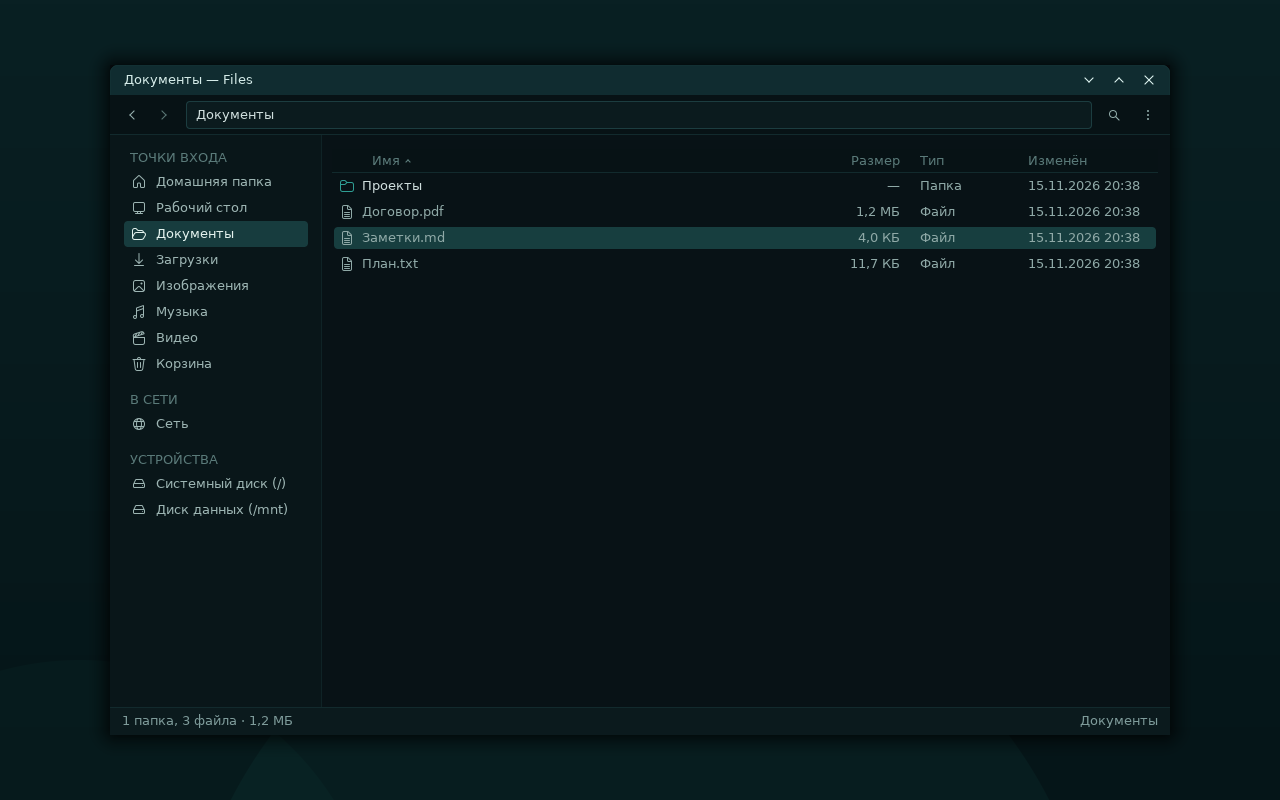 Документы — Files
Документы
ТОЧКИ ВХОДА
Домашняя папка
Рабочий стол
Документы
Загрузки
Изображения
Музыка
Видео
Корзина
В СЕТИ
Сеть
УСТРОЙСТВА
Системный диск (/)
Диск данных (/mnt)
Имя Размер Тип Изменён
Проекты — Папка 15.11.2026 20:38
Договор.pdf 1,2 МБ Файл 15.11.2026 20:38
Заметки.md 4,0 КБ Файл 15.11.2026 20:38
План.txt 11,7 КБ Файл 15.11.2026 20:38
1 папка, 3 файла · 1,2 МБ
Документы